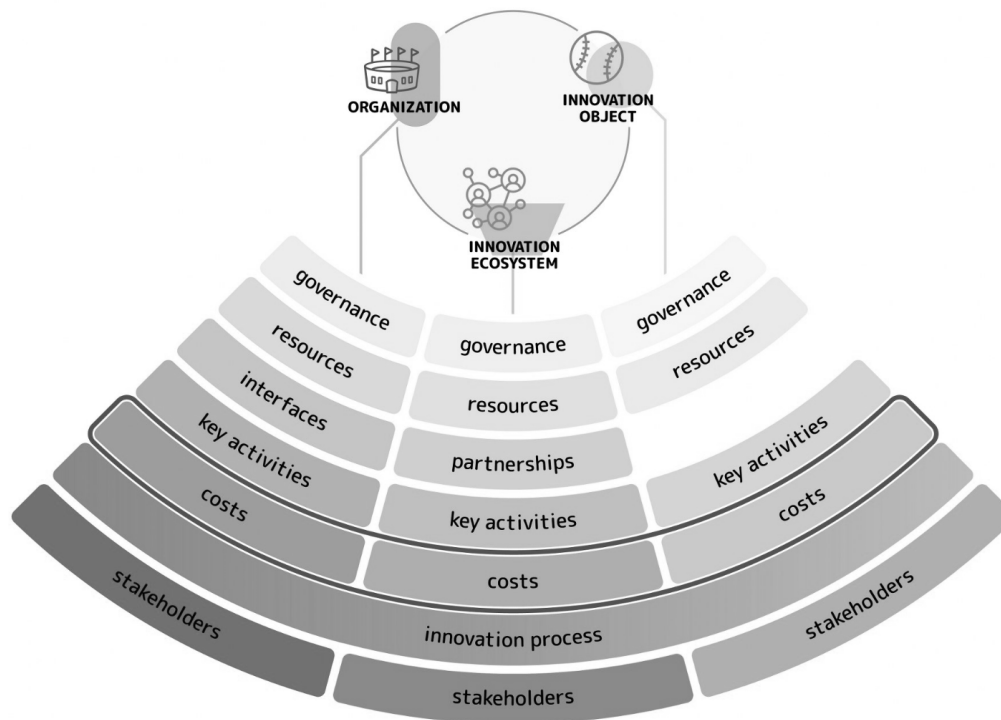 ORGANIZATION
INNOVATION
OBJECT
INNOVATION
ECOSYSTEM
governance
governance
governance
resources
resources
resources
interfaces
partnerships
key activities
key activities
key activities
costs
costs
costs
innovation process
stakeholders
stakeholders
stakeholders